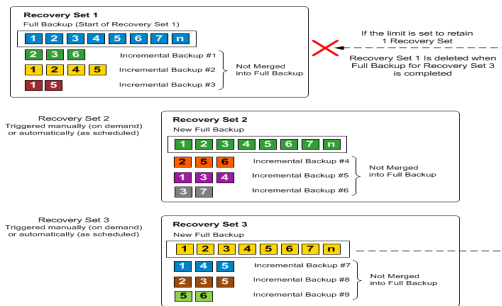 Recovery Set 1
Full Backup (Start of Recovery Set 1)
1 2 3 4 5 6 7 n
2 3 6 Incremental Backup #1
1 2 4 5 Incremental Backup #2
1 5 Incremental Backup #3
Not Merged
into Full Backup
If the limit is set to retain
1 Recovery Set
Recovery Set 1 Is deleted when
Full Backup for Recovery Set 3
is completed
Recovery Set 2
Triggered manually (on demand)
or automatically (as scheduled)
Recovery Set 2
New Full Backup
1 2 3 4 5 6 7 n
2 5 6 Incremental Backup #4
1 3 4 Incremental Backup #5
3 7 Incremental Backup #6
Not Merged
into Full Backup
Recovery Set 3
Triggered manually (on demand)
or automatically (as scheduled)
Recovery Set 3
New Full Backup
1 2 3 4 5 6 7 n
1 4 5 Incremental Backup #7
2 3 5 Incremental Backup #8
5 6 Incremental Backup #9
Not Merged
into Full Backup